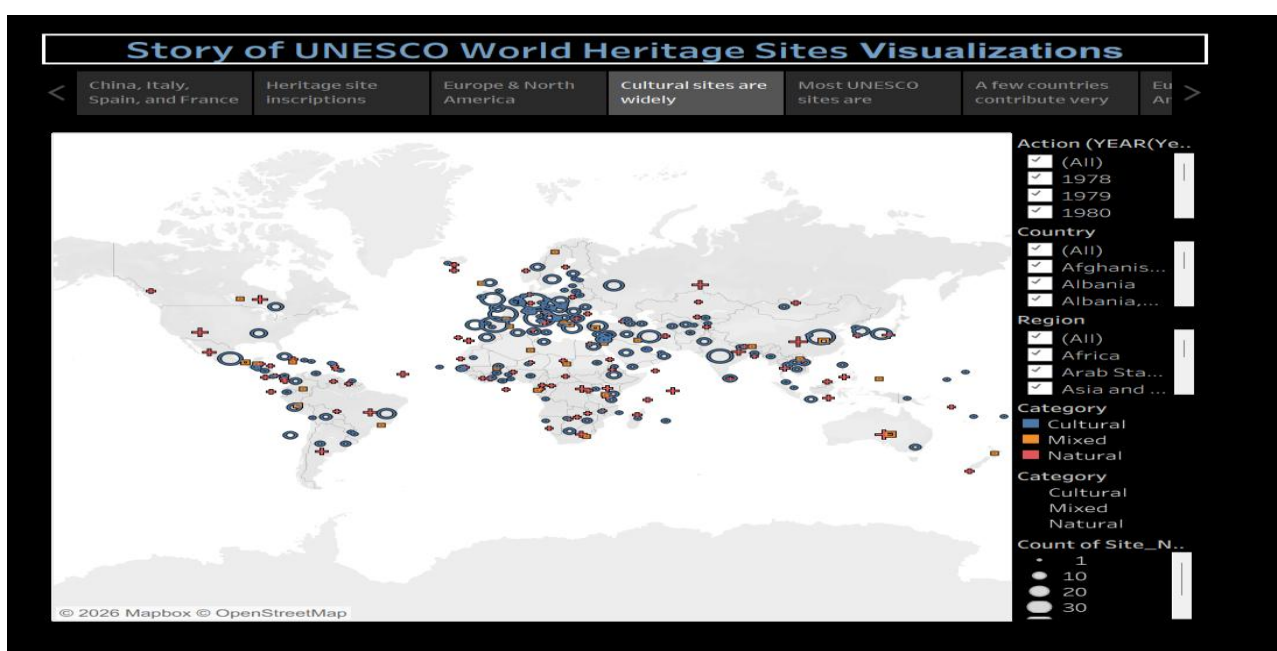 Story of UNESCO World Heritage Sites Visualizations
<
China, Italy,
Spain, and France
Heritage site
inscriptions
Europe & North
America
Cultural sites are
widely
Most UNESCO
sites are
A few countries
contribute very
Eu
Ar
>
Action (YEAR(Ye..
(All)
1978
1979
1980
Country
(All)
Afghanis...
Albania
Albania,...
Region
(All)
Africa
Arab Sta...
Asia and ...
Category
Cultural
Mixed
Natural
Category
Cultural
Mixed
Natural
Count of Site_N..
1
10
20
30
© 2026 Mapbox © OpenStreetMap